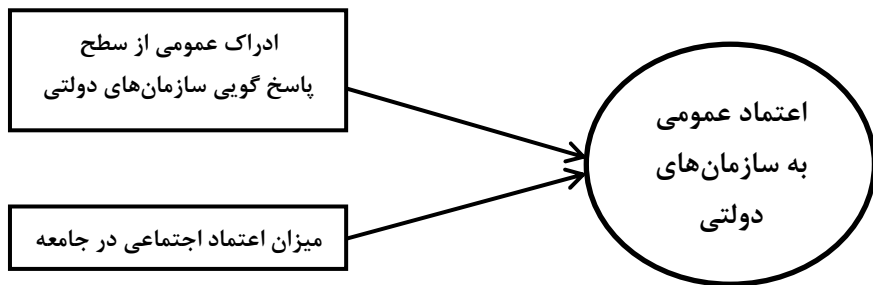 ادراک عمومی از سطح
پاسخ گویی سازمان‌های دولتی
میزان اعتماد اجتماعی در جامعه
اعتماد عمومی
به سازمان‌های
دولتی